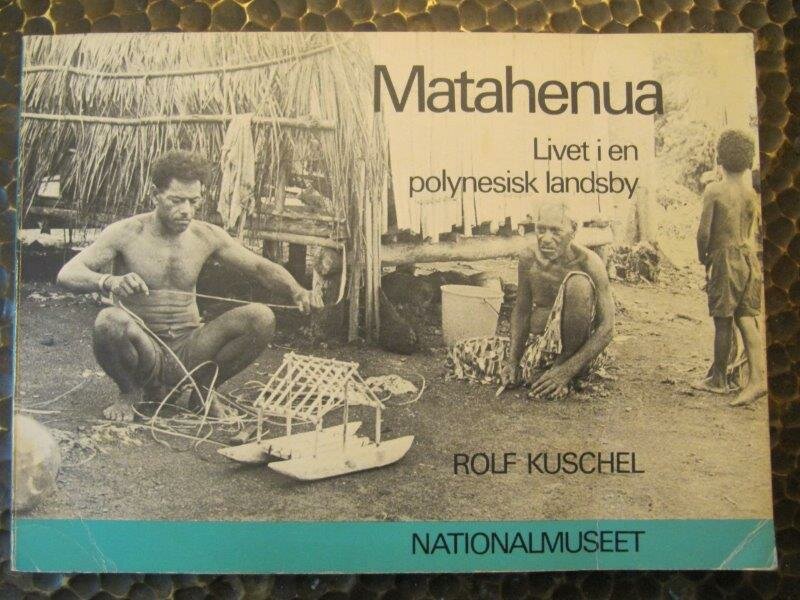 Matahenua
Livet i en
polynesisk landsby
ROLF KUSCHEL
NATIONALMUSEET